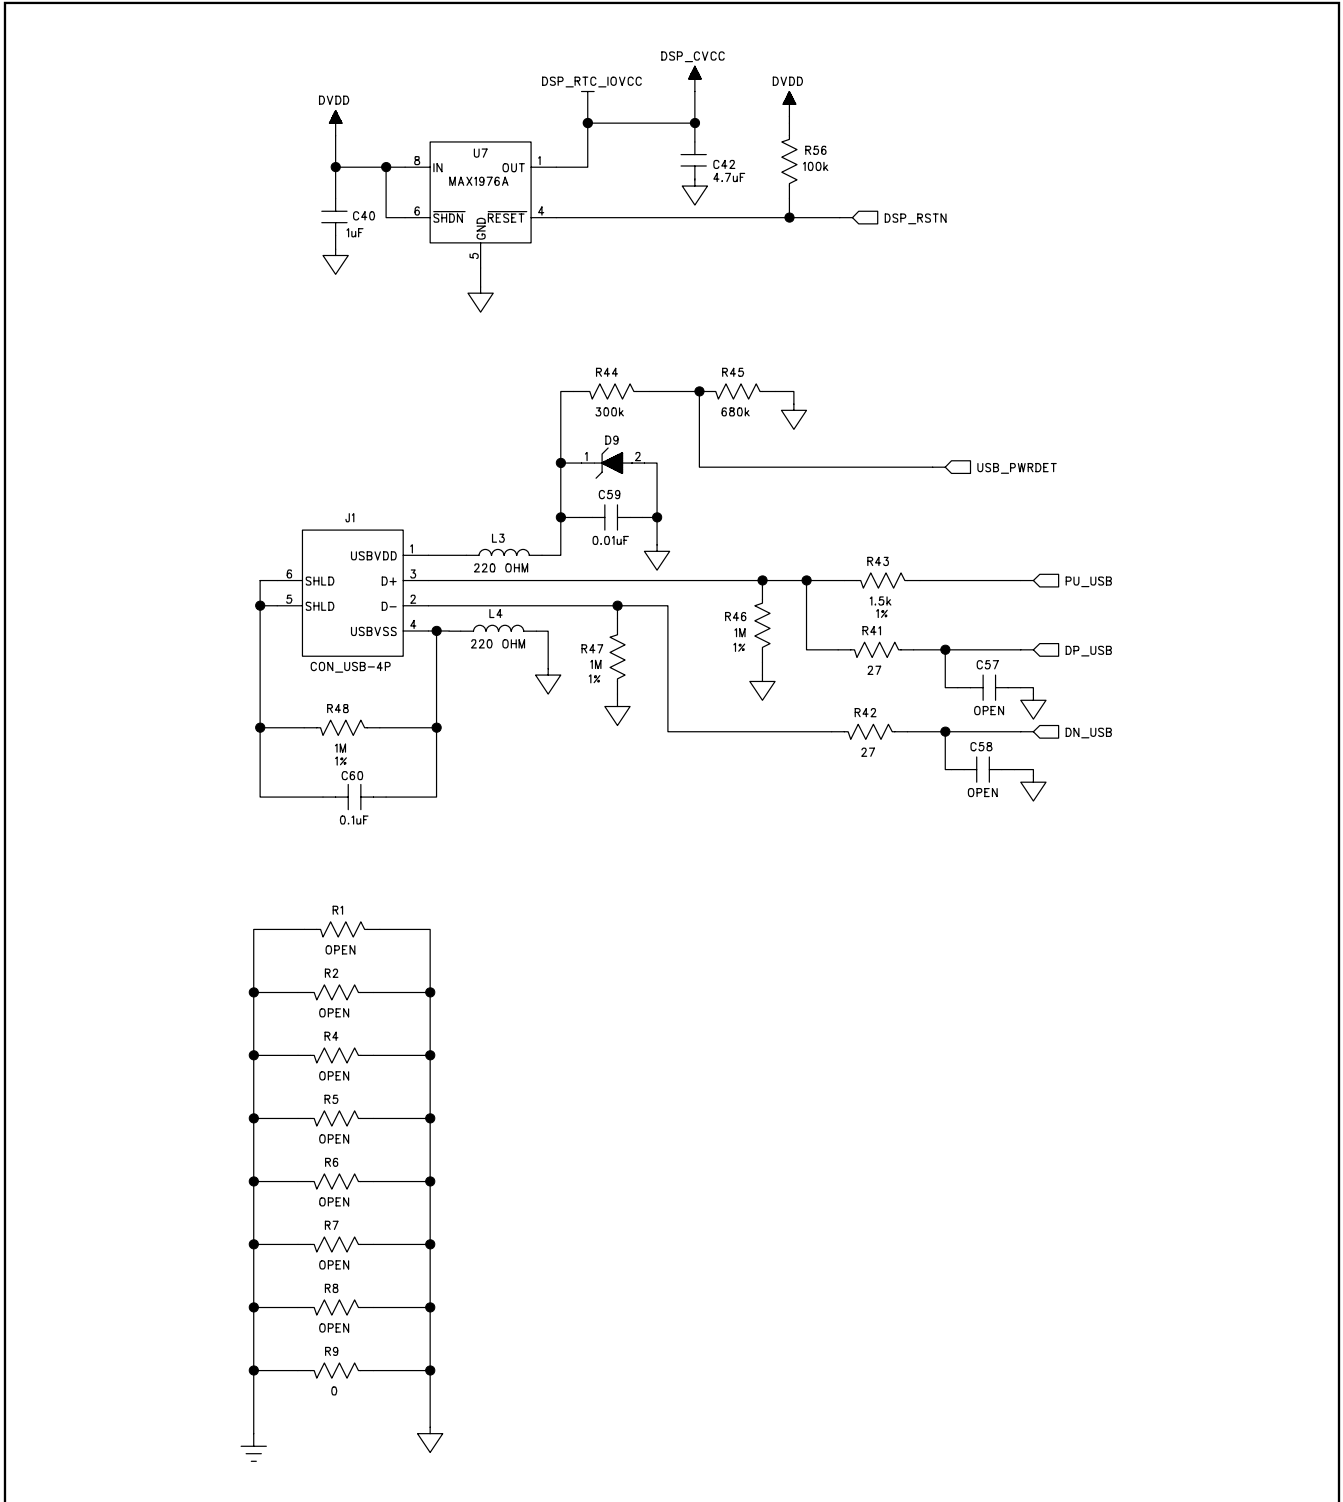 DSP_CVCC
DSP_RTC_IOVCC
DVDD
DVDD
U7
8 IN
OUT 1
MAX1976A
C42
4.7uF
R56
100k
C40
1uF
6 SHDN
RESET 4
GND
5
DSP_RSTN
R44
300k
R45
680k
D9
1 2
USB_PWRDET
C59
0.01uF
J1
USBVDD 1
L3
220 OHM
6 SHLD
D+ 3
5 SHLD
D- 2
USBVSS 4
CON_USB-4P
L4
220 OHM
R43
1.5k
1%
PU_USB
R46
1M
1%
R41
27
DP_USB
R47
1M
1%
C57
OPEN
R48
1M
1%
R42
27
DN_USB
C58
OPEN
C60
0.1uF
R1
OPEN
R2
OPEN
R4
OPEN
R5
OPEN
R6
OPEN
R7
OPEN
R8
OPEN
R9
0